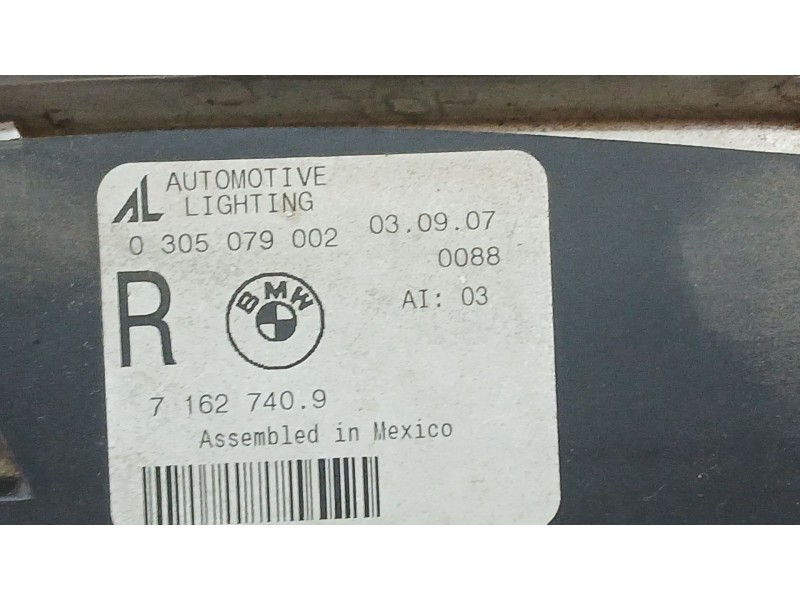 AL AUTOMOTIVE
LIGHTING
0 305 079 002 03.09.07
0088
R BMW AI: 03
7 162 740.9
Assembled in Mexico